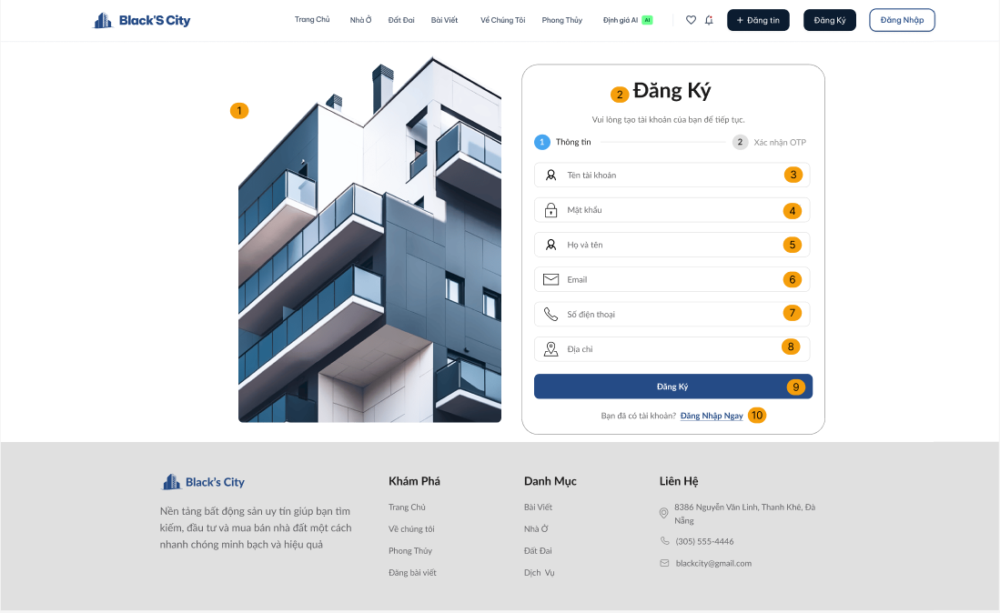 Black'S City
Trang Chủ
Nhà Ở
Đất Đai
Bài Viết
Về Chúng Tôi
Phong Thủy
Định giá AI
AI
+ Đăng tin
Đăng Ký
Đăng Nhập
1
2 Đăng Ký
Vui lòng tạo tài khoản của bạn để tiếp tục.
1 Thông tin
2 Xác nhận OTP
Tên tài khoản 3
Mật khẩu 4
Họ và tên 5
Email 6
Số điện thoại 7
Địa chỉ 8
Đăng Ký 9
Bạn đã có tài khoản? Đăng Nhập Ngay 10
Black's City
Nền tảng bất động sản uy tín giúp bạn tìm
kiếm, đầu tư và mua bán nhà đất một cách
nhanh chóng minh bạch và hiệu quả
Khám Phá
Trang Chủ
Về chúng tôi
Phong Thủy
Đăng bài viết
Danh Mục
Bài Viết
Nhà Ở
Đất Đai
Dịch Vụ
Liên Hệ
8386 Nguyễn Văn Linh, Thanh Khê, Đà
Nẵng
(305) 555-4446
blackcity@gmail.com